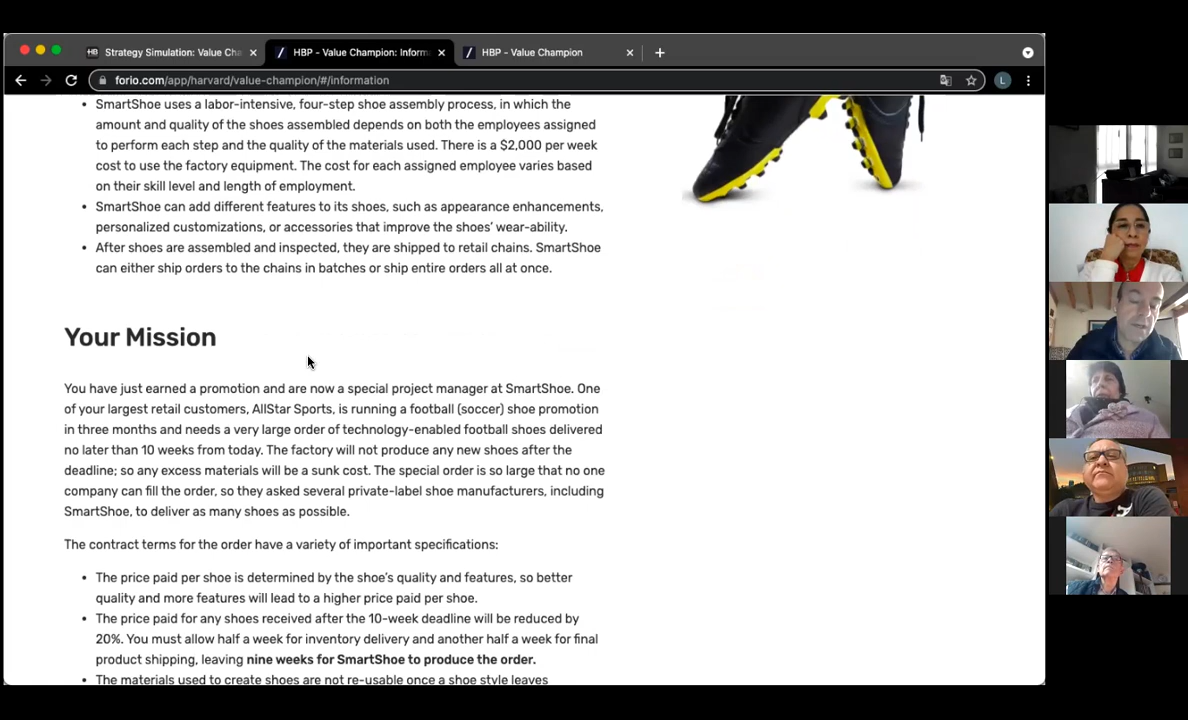 Strategy Simulation: Value Cha
HBP - Value Champion: Inform
HBP - Value Champion
forio.com/app/harvard/value-champion/#/information
L
• SmartShoe uses a labor-intensive, four-step shoe assembly process, in which the
amount and quality of the shoes assembled depends on both the employees assigned
to perform each step and the quality of the materials used. There is a $2,000 per week
cost to use the factory equipment. The cost for each assigned employee varies based
on their skill level and length of employment.
• SmartShoe can add different features to its shoes, such as appearance enhancements,
personalized customizations, or accessories that improve the shoes' wear-ability.
• After shoes are assembled and inspected, they are shipped to retail chains. SmartShoe
can either ship orders to the chains in batches or ship entire orders all at once.
Your Mission
You have just earned a promotion and are now a special project manager at SmartShoe. One
of your largest retail customers, AllStar Sports, is running a football (soccer) shoe promotion
in three months and needs a very large order of technology-enabled football shoes delivered
no later than 10 weeks from today. The factory will not produce any new shoes after the
deadline; so any excess materials will be a sunk cost. The special order is so large that no one
company can fill the order, so they asked several private-label shoe manufacturers, including
SmartShoe, to deliver as many shoes as possible.
The contract terms for the order have a variety of important specifications:
• The price paid per shoe is determined by the shoe's quality and features, so better
quality and more features will lead to a higher price paid per shoe.
• The price paid for any shoes received after the 10-week deadline will be reduced by
20%. You must allow half a week for inventory delivery and another half a week for final
product shipping, leaving nine weeks for SmartShoe to produce the order.
• The materials used to create shoes are not re-usable once a shoe style leaves